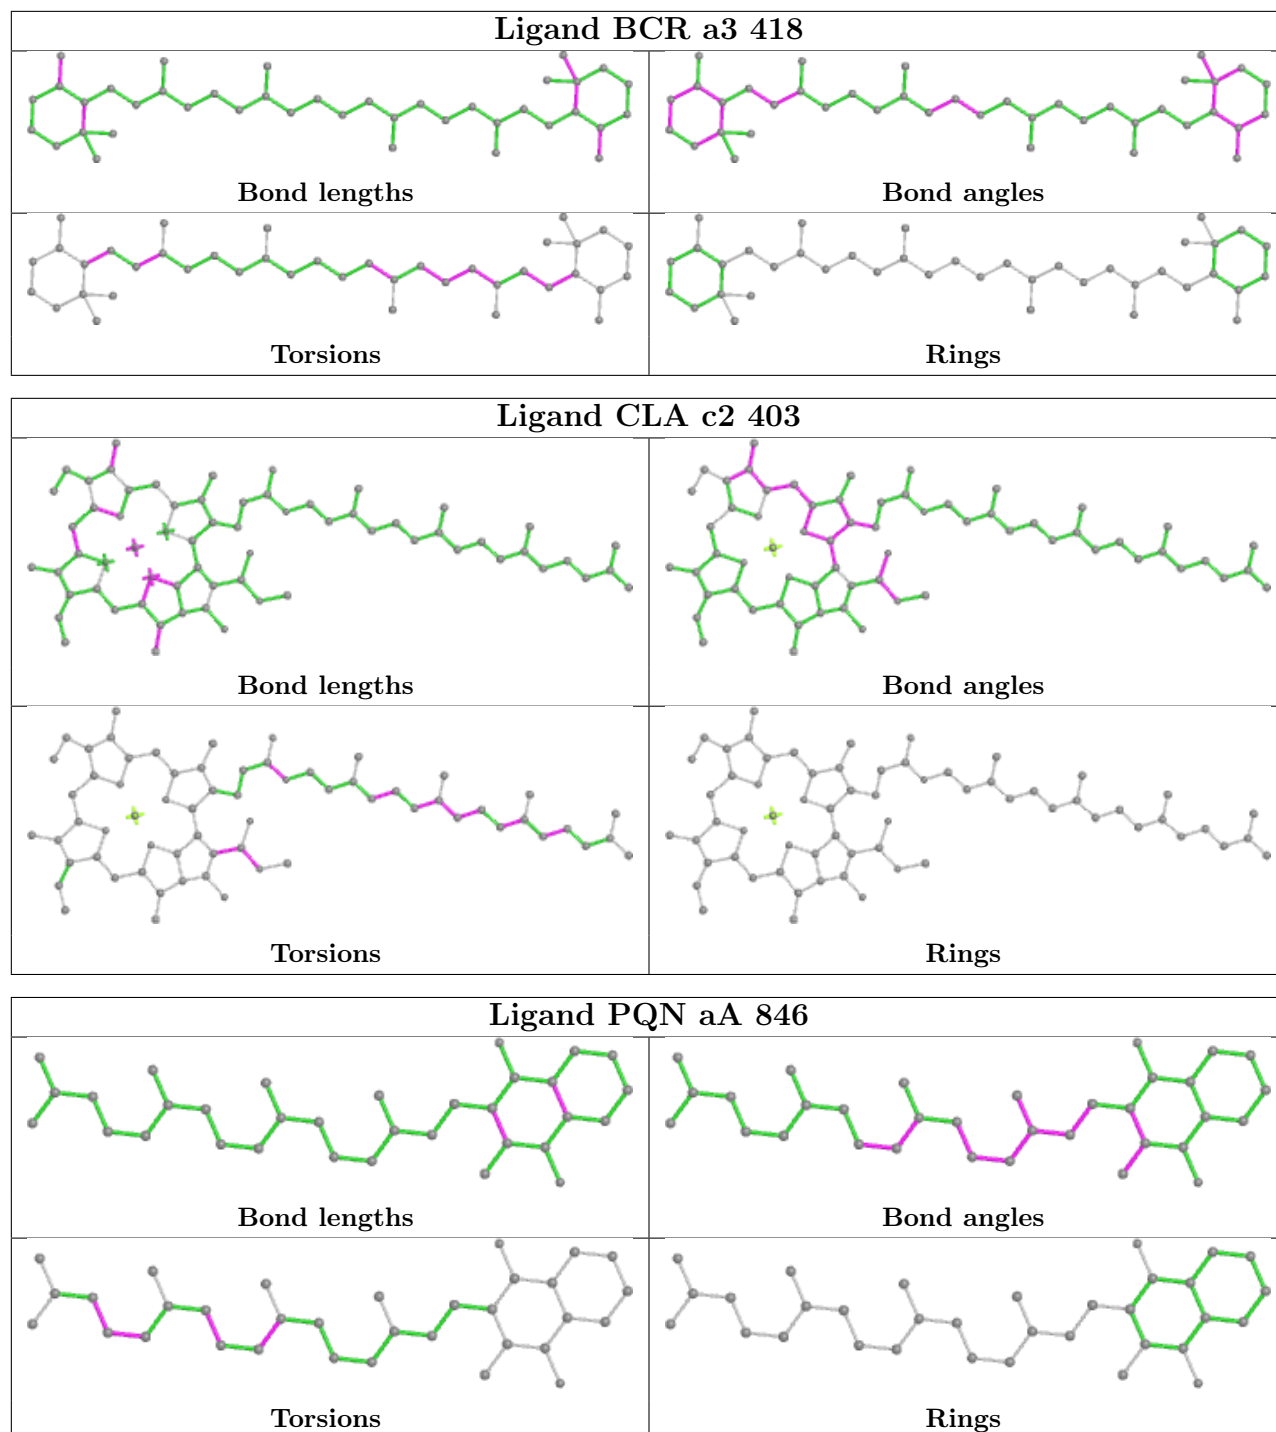 Ligand BCR a3 418
Bond lengths
Bond angles
Torsions
Rings
Ligand CLA c2 403
Bond lengths
Bond angles
Torsions
Rings
Ligand PQN aA 846
Bond lengths
Bond angles
Torsions
Rings